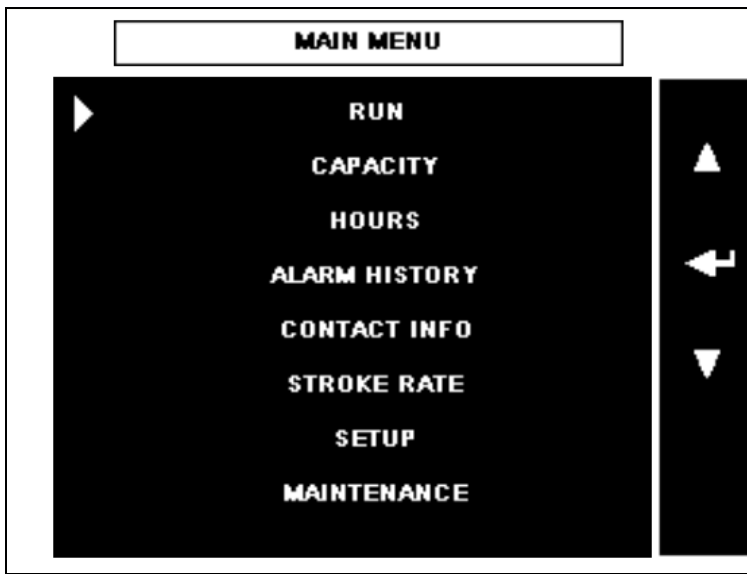 MAIN MENU
RUN
CAPACITY
HOURS
ALARM HISTORY
CONTACT INFO
STROKE RATE
SETUP
MAINTENANCE